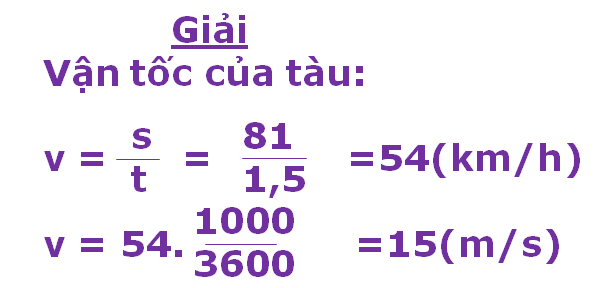 Giải
Vận tốc của tàu:
v = s/t = 81/1,5 =54(km/h)
v = 54. 1000/3600 =15(m/s)